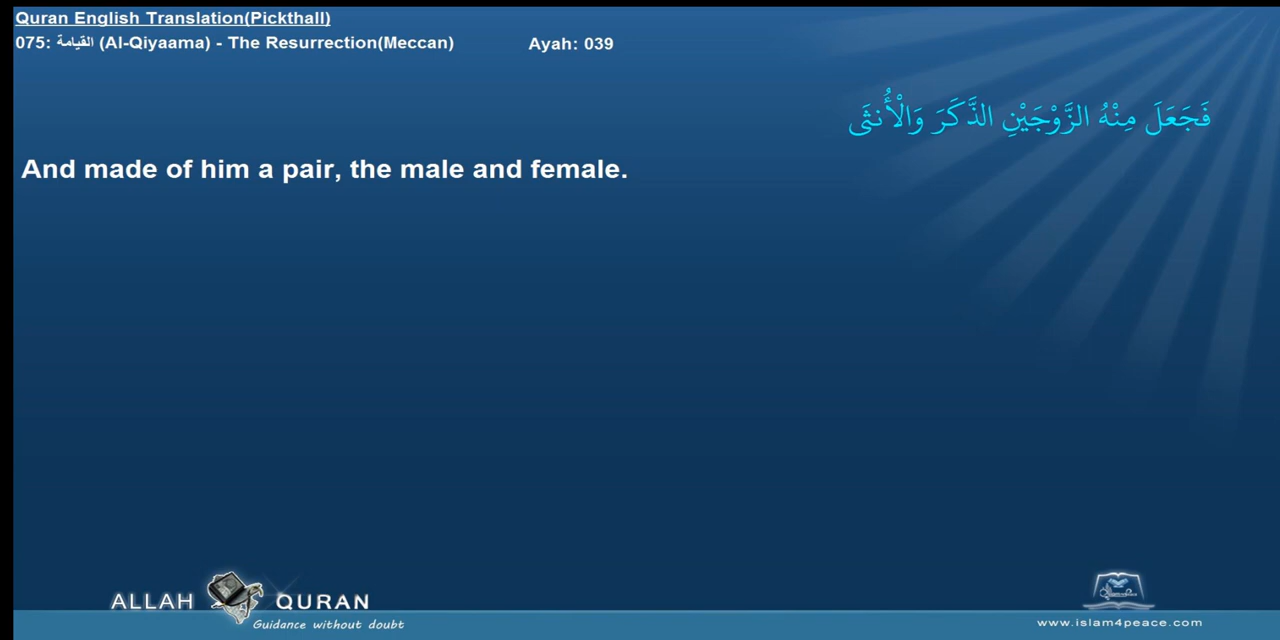 Quran English Translation(Pickthall)
075: القيامة (Al-Qiyaama) - The Resurrection(Meccan) Ayah: 039
فَجَعَلَ مِنْهُ الزَّوْجَيْنِ الذَّكَرَ وَالْأُنثَى
And made of him a pair, the male and female.
ALLAH QURAN
Guidance without doubt
www.islam4peace.com